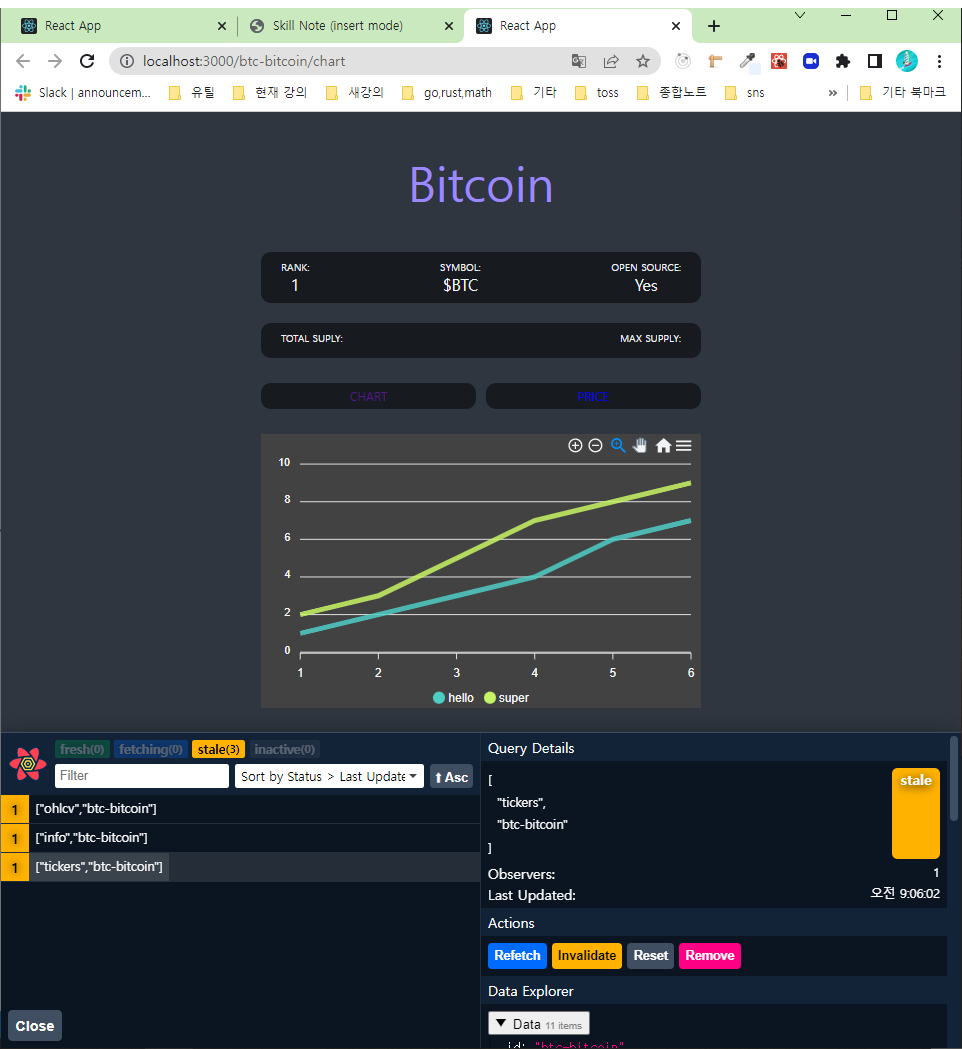 React App
Skill Note (insert mode)
React App
localhost:3000/btc-bitcoin/chart
Slack | announcem...
유틸
현재 강의
새강의
go,rust,math
기타
toss
종합노트
sns
»
기타 북마크
Bitcoin
RANK: SYMBOL: OPEN SOURCE:
1 $BTC Yes
TOTAL SUPLY: MAX SUPPLY:
CHART PRICE
10
8
6
4
2
0
1 2 3 4 5 6
hello super
fresh(0) fetching(0) stale(3) inactive(0)
Filter Sort by Status > Last Update ⬆ Asc
1 ["ohlcv","btc-bitcoin"]
1 ["info","btc-bitcoin"]
1 ["tickers","btc-bitcoin"]
Close
Query Details
[
"tickers",
"btc-bitcoin"
]
stale
Observers: 1
Last Updated: 오전 9:06:02
Actions
Refetch Invalidate Reset Remove
Data Explorer
▼ Data 11 items
id: "btc-bitcoin"